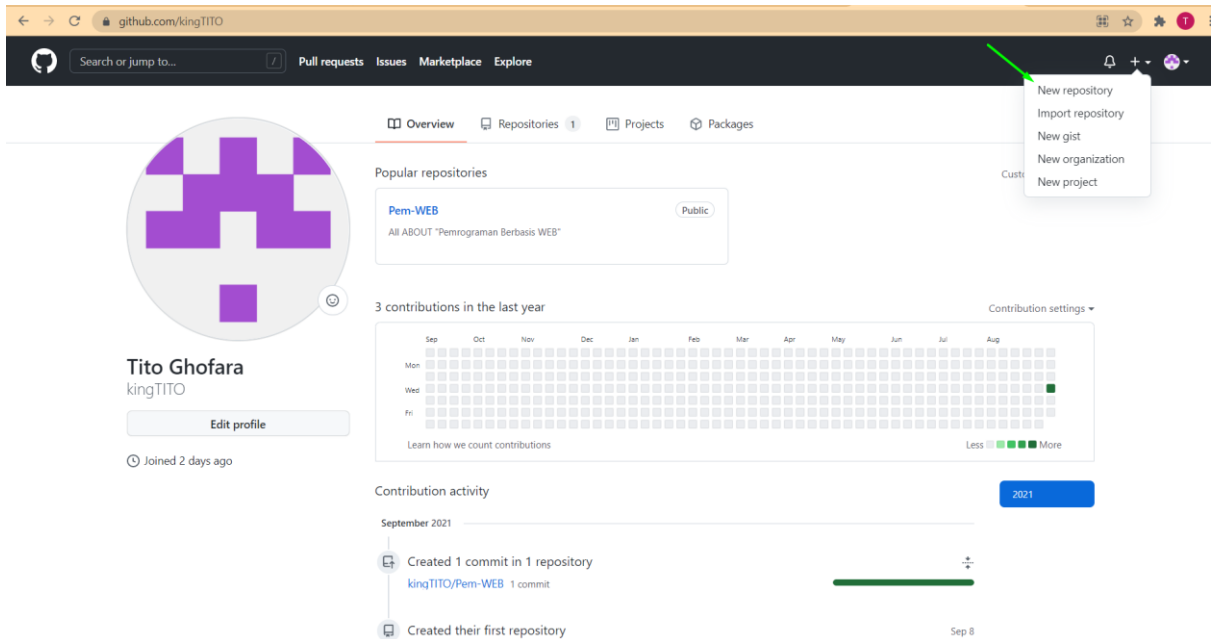 github.com/kingTITO
T
Search or jump to... / Pull requests Issues Marketplace Explore
New repository
Import repository
New gist
New organization
New project
Overview Repositories 1 Projects Packages
Popular repositories
Pem-WEB Public
All ABOUT "Pemrograman Berbasis WEB"
3 contributions in the last year Contribution settings
Sep Oct Nov Dec Jan Feb Mar Apr May Jun Jul Aug
Mon
Wed
Fri
Learn how we count contributions Less More
Tito Ghofara
kingTITO
Edit profile
Joined 2 days ago
Contribution activity 2021
September 2021
Created 1 commit in 1 repository
kingTITO/Pem-WEB 1 commit
Created their first repository Sep 8